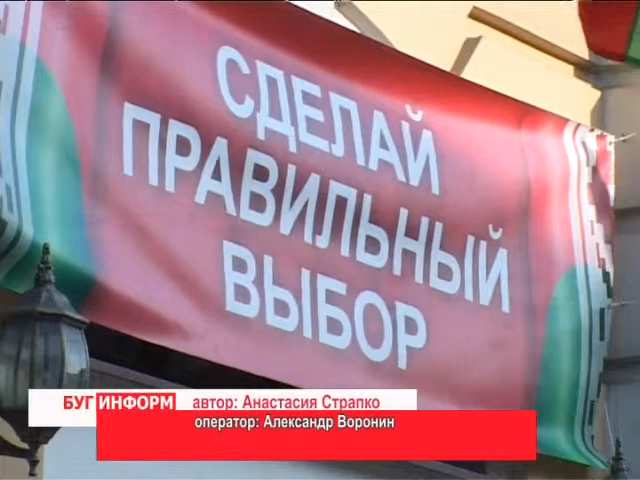 СДЕЛАЙ
ПРАВИЛЬНЫЙ
ВЫБОР
БУГ ИНФОРМ автор: Анастасия Страпко
оператор: Александр Воронин